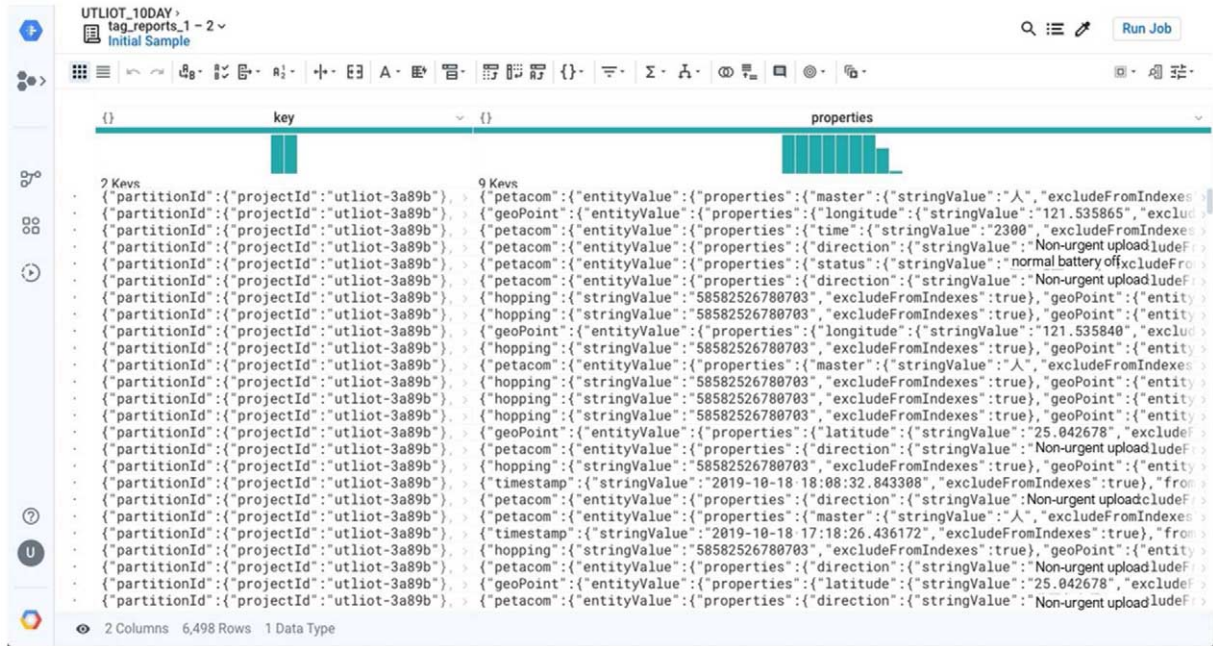 UTLIOT_10DAY ›
tag_reports_1 – 2
Initial Sample
Run Job
{} key
{} properties
2 Keys
9 Keys
{"partitionId":{"projectId":"utliot-3a89b"}, {"petacom":{"entityValue":{"properties":{"master":{"stringValue":"人","excludeFromIndexes"
{"partitionId":{"projectId":"utliot-3a89b"}, {"geoPoint":{"entityValue":{"properties":{"longitude":{"stringValue":"121.535865","exclud
{"partitionId":{"projectId":"utliot-3a89b"}, {"petacom":{"entityValue":{"properties":{"time":{"stringValue":"2300","excludeFromIndexes
{"partitionId":{"projectId":"utliot-3a89b"}, {"petacom":{"entityValue":{"properties":{"direction":{"stringValue":"Non-urgent uploadludeF
{"partitionId":{"projectId":"utliot-3a89b"}, {"petacom":{"entityValue":{"properties":{"status":{"stringValue":"normal battery offxcludeFro
{"partitionId":{"projectId":"utliot-3a89b"}, {"petacom":{"entityValue":{"properties":{"direction":{"stringValue":"Non-urgent uploadludeF
{"partitionId":{"projectId":"utliot-3a89b"}, {"hopping":{"stringValue":"58582526780703","excludeFromIndexes":true},"geoPoint":{"entity
{"partitionId":{"projectId":"utliot-3a89b"}, {"hopping":{"stringValue":"58582526780703","excludeFromIndexes":true},"geoPoint":{"entity
{"partitionId":{"projectId":"utliot-3a89b"}, {"geoPoint":{"entityValue":{"properties":{"longitude":{"stringValue":"121.535840","exclud
{"partitionId":{"projectId":"utliot-3a89b"}, {"hopping":{"stringValue":"58582526780703","excludeFromIndexes":true},"geoPoint":{"entity
{"partitionId":{"projectId":"utliot-3a89b"}, {"petacom":{"entityValue":{"properties":{"master":{"stringValue":"人","excludeFromIndexes
{"partitionId":{"projectId":"utliot-3a89b"}, {"hopping":{"stringValue":"58582526780703","excludeFromIndexes":true},"geoPoint":{"entity
{"partitionId":{"projectId":"utliot-3a89b"}, {"hopping":{"stringValue":"58582526780703","excludeFromIndexes":true},"geoPoint":{"entity
{"partitionId":{"projectId":"utliot-3a89b"}, {"hopping":{"stringValue":"58582526780703","excludeFromIndexes":true},"geoPoint":{"entity
{"partitionId":{"projectId":"utliot-3a89b"}, {"geoPoint":{"entityValue":{"properties":{"latitude":{"stringValue":"25.042678","excludeF
{"partitionId":{"projectId":"utliot-3a89b"}, {"petacom":{"entityValue":{"properties":{"direction":{"stringValue":"Non-urgent uploadludeF
{"partitionId":{"projectId":"utliot-3a89b"}, {"hopping":{"stringValue":"58582526780703","excludeFromIndexes":true},"geoPoint":{"entity
{"partitionId":{"projectId":"utliot-3a89b"}, {"timestamp":{"stringValue":"2019-10-18·18:08:32.843308","excludeFromIndexes":true},"from
{"partitionId":{"projectId":"utliot-3a89b"}, {"petacom":{"entityValue":{"properties":{"direction":{"stringValue":Non-urgent upload:cludeF
{"partitionId":{"projectId":"utliot-3a89b"}, {"petacom":{"entityValue":{"properties":{"master":{"stringValue":"人","excludeFromIndexes"
{"partitionId":{"projectId":"utliot-3a89b"}, {"timestamp":{"stringValue":"2019-10-18·17:18:26.436172","excludeFromIndexes":true},"from
{"partitionId":{"projectId":"utliot-3a89b"}, {"hopping":{"stringValue":"58582526780703","excludeFromIndexes":true},"geoPoint":{"entity
{"partitionId":{"projectId":"utliot-3a89b"}, {"petacom":{"entityValue":{"properties":{"direction":{"stringValue":"Non-urgent uploadludeF
{"partitionId":{"projectId":"utliot-3a89b"}, {"geoPoint":{"entityValue":{"properties":{"latitude":{"stringValue":"25.042678","excludeF
{"partitionId":{"projectId":"utliot-3a89b"}, {"petacom":{"entityValue":{"properties":{"direction":{"stringValue":"Non-urgent uploadludeF
U
2 Columns 6,498 Rows 1 Data Type